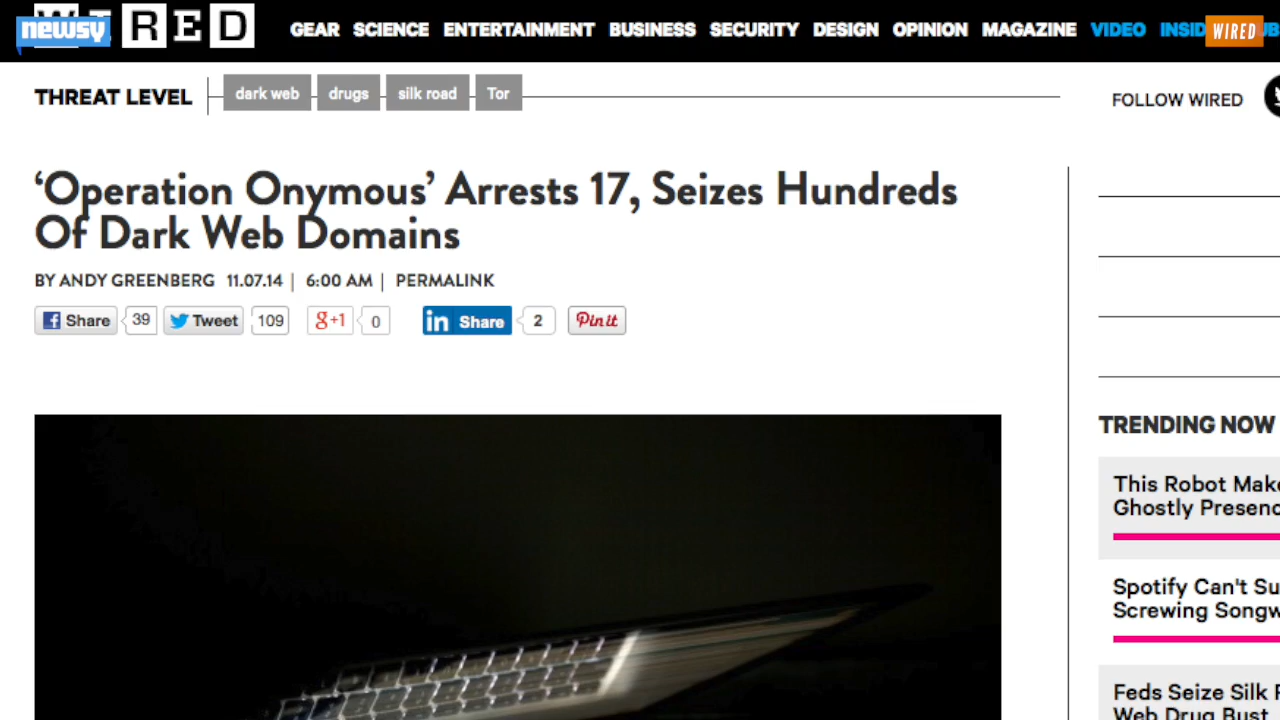 newsy
WIRED
GEAR SCIENCE ENTERTAINMENT BUSINESS SECURITY DESIGN OPINION MAGAZINE VIDEO INSID
WIRED
THREAT LEVEL
dark web drugs silk road Tor
FOLLOW WIRED
‘Operation Onymous’ Arrests 17, Seizes Hundreds
Of Dark Web Domains
BY ANDY GREENBERG 11.07.14 | 6:00 AM | PERMALINK
Share 39 Tweet 109 g+1 0 in Share 2 Pin it
TRENDING NOW
This Robot Make
Ghostly Presenc
Spotify Can't Su
Screwing Songw
Feds Seize Silk
Web Drug Bust